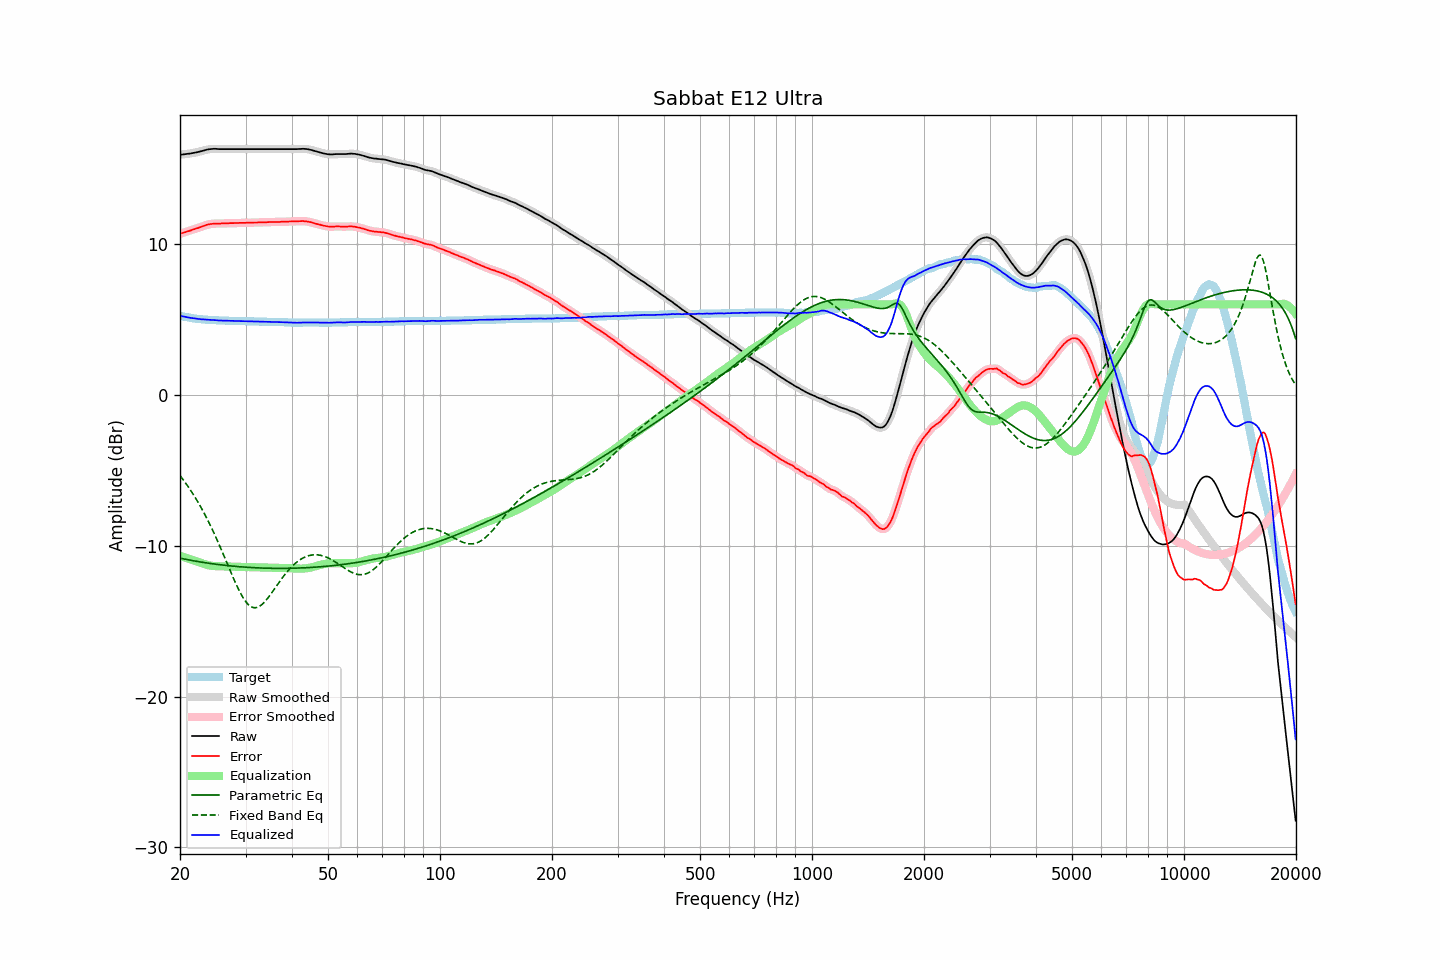 Sabbat E12 Ultra
Amplitude (dBr)
10
0
−10
−20
−30
Target
Raw Smoothed
Error Smoothed
Raw
Error
Equalization
Parametric Eq
Fixed Band Eq
Equalized
20 50 100 200 500 1000 2000 5000 10000 20000
Frequency (Hz)